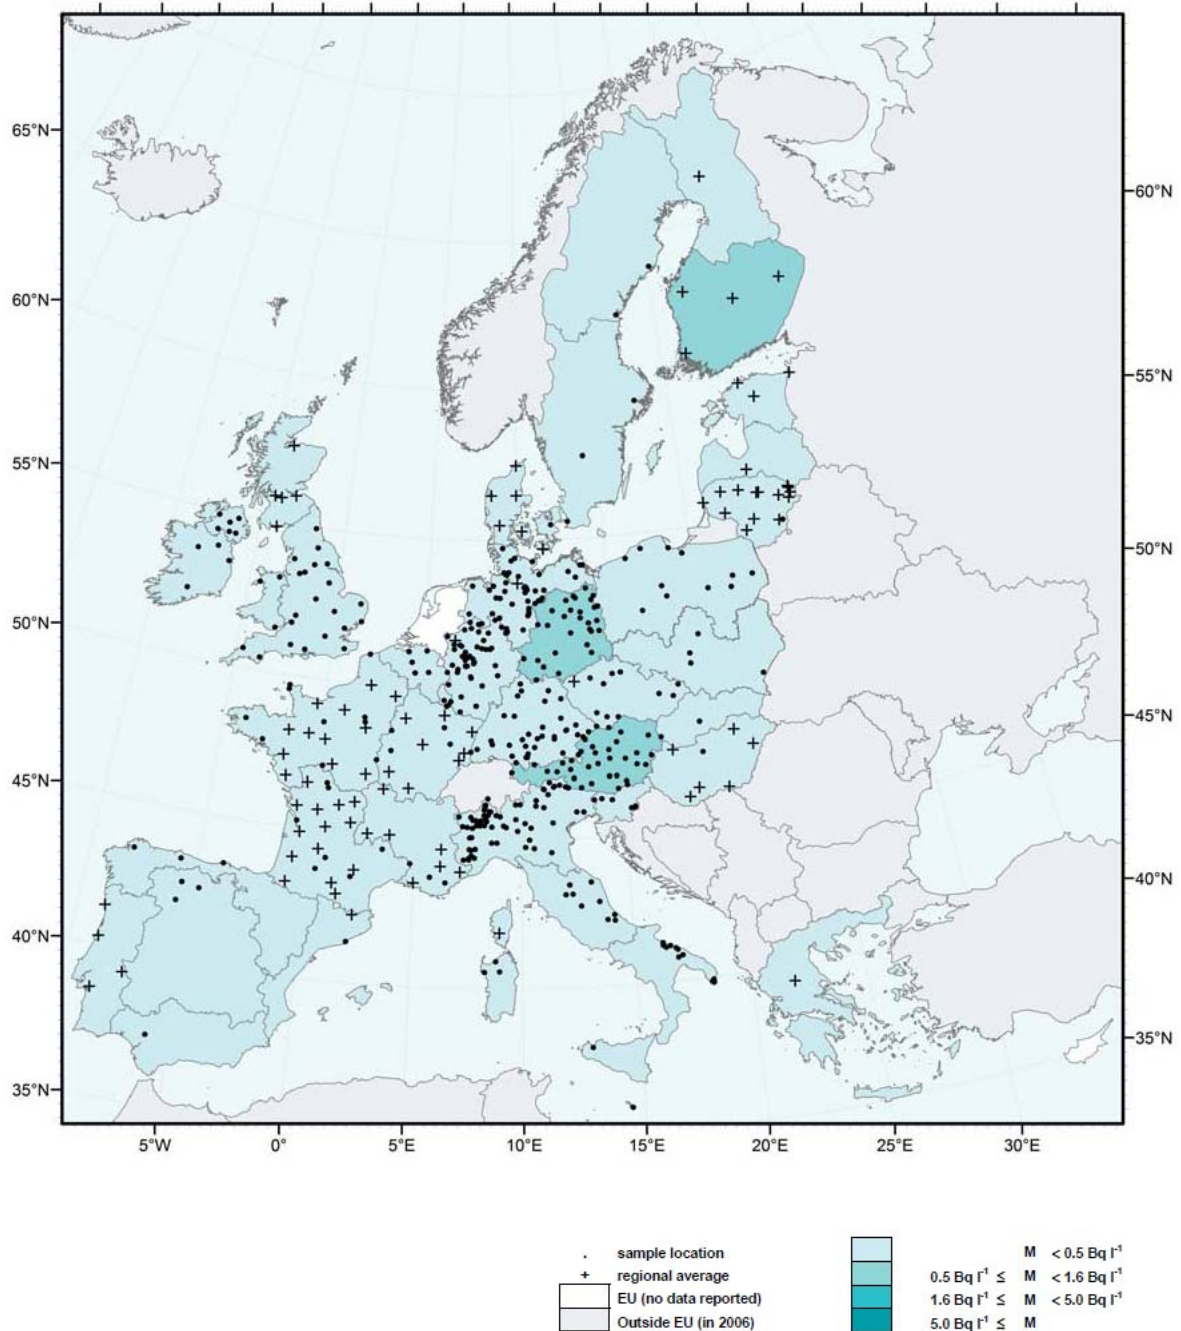 65°N
60°N
60°N
55°N
55°N
50°N
50°N
45°N
45°N
40°N
40°N
35°N
35°N
5°W 0° 5°E 10°E 15°E 20°E 25°E 30°E
. sample location
+ regional average
EU (no data reported)
Outside EU (in 2006)
M < 0.5 Bq l⁻¹
0.5 Bq l⁻¹ ≤ M < 1.6 Bq l⁻¹
1.6 Bq l⁻¹ ≤ M < 5.0 Bq l⁻¹
5.0 Bq l⁻¹ ≤ M